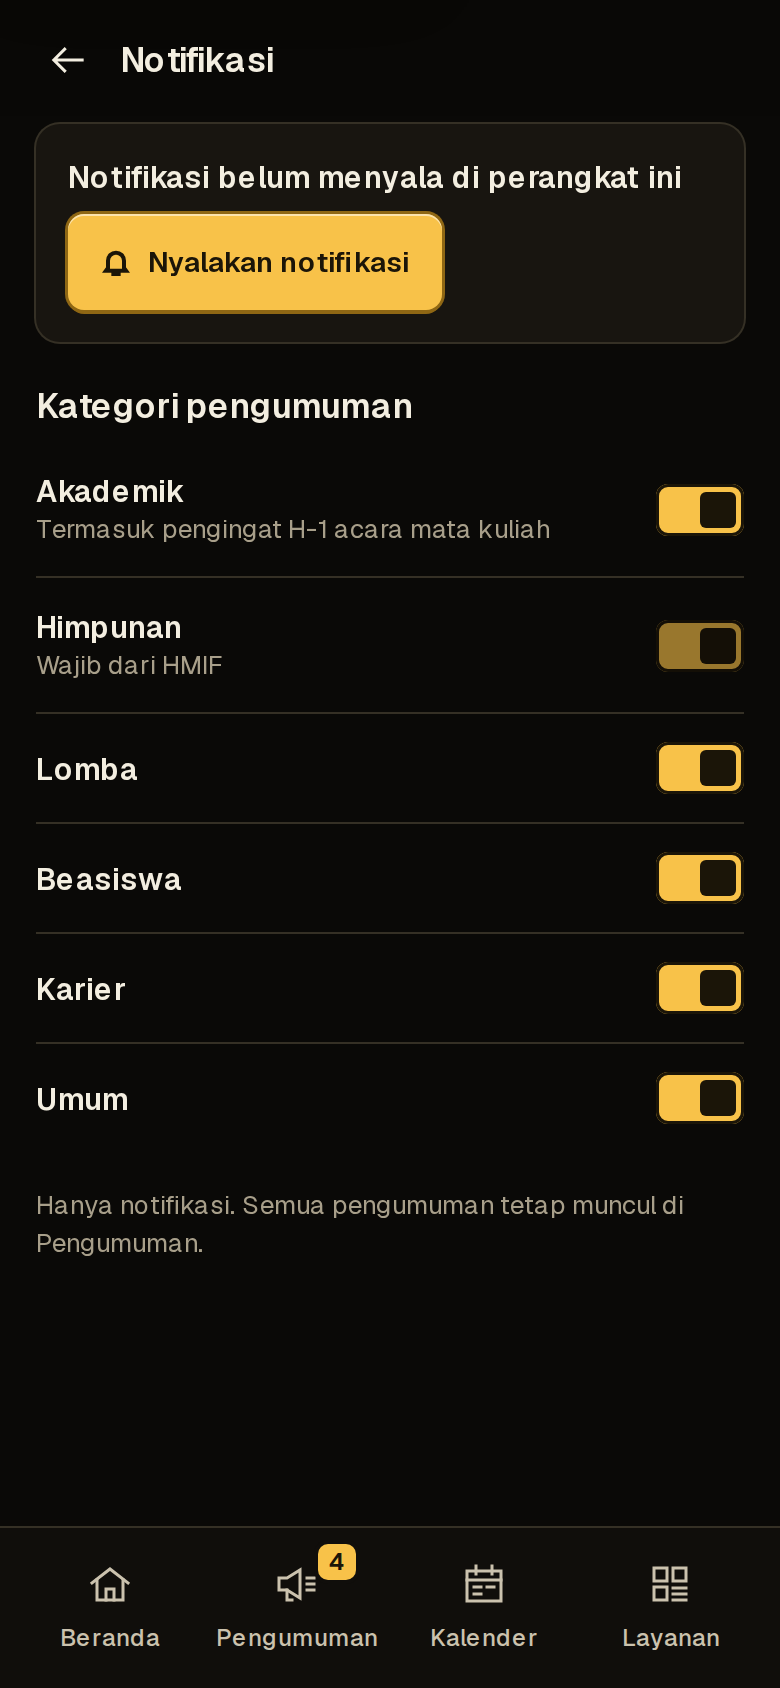 Notifikasi
Notifikasi belum menyala di perangkat ini
Nyalakan notifikasi
Kategori pengumuman
Akademik
Termasuk pengingat H-1 acara mata kuliah
Himpunan
Wajib dari HMIF
Lomba
Beasiswa
Karier
Umum
Hanya notifikasi. Semua pengumuman tetap muncul di
Pengumuman.
4
Beranda
Pengumuman
Kalender
Layanan